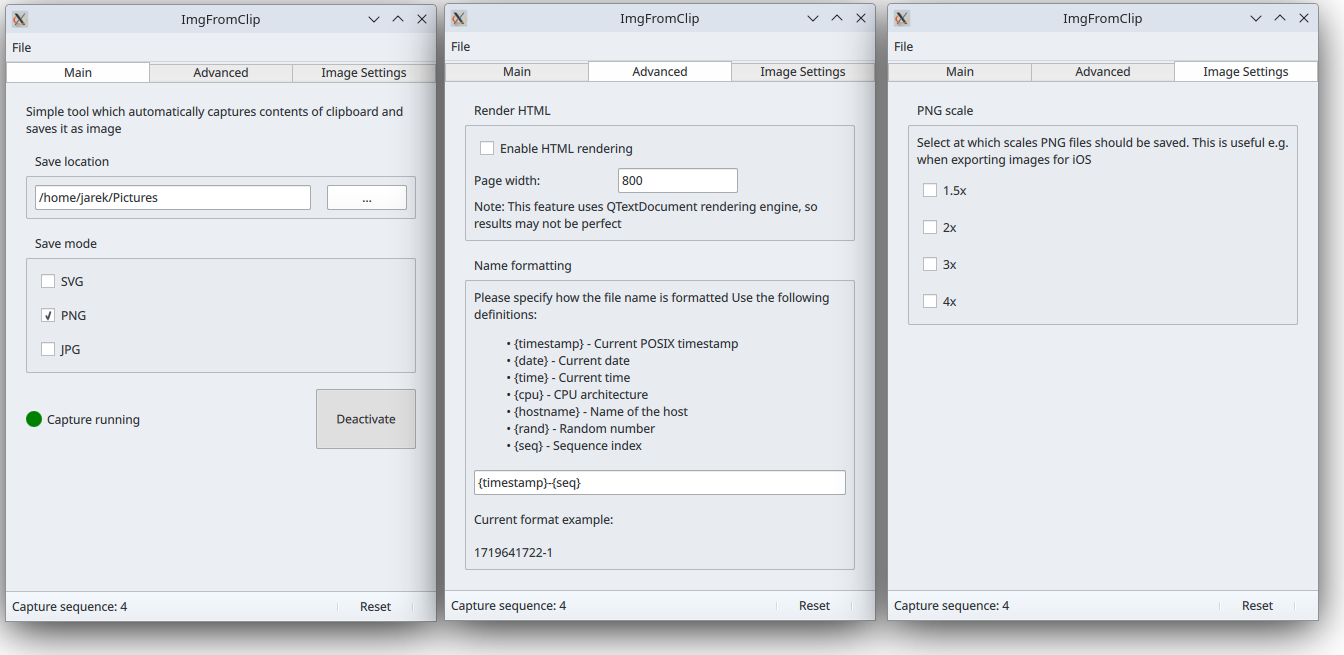 ImgFromClip
File
Main Advanced Image Settings
Simple tool which automatically captures contents of clipboard and
saves it as image
Save location
/home/jarek/Pictures ...
Save mode
SVG
PNG
JPG
Capture running Deactivate
Capture sequence: 4 Reset
ImgFromClip
File
Main Advanced Image Settings
Render HTML
Enable HTML rendering
Page width: 800
Note: This feature uses QTextDocument rendering engine, so
results may not be perfect
Name formatting
Please specify how the file name is formatted Use the following
definitions:
• {timestamp} - Current POSIX timestamp
• {date} - Current date
• {time} - Current time
• {cpu} - CPU architecture
• {hostname} - Name of the host
• {rand} - Random number
• {seq} - Sequence index
{timestamp}-{seq}
Current format example:
1719641722-1
Capture sequence: 4 Reset
ImgFromClip
File
Main Advanced Image Settings
PNG scale
Select at which scales PNG files should be saved. This is useful e.g.
when exporting images for iOS
1.5x
2x
3x
4x
Capture sequence: 4 Reset